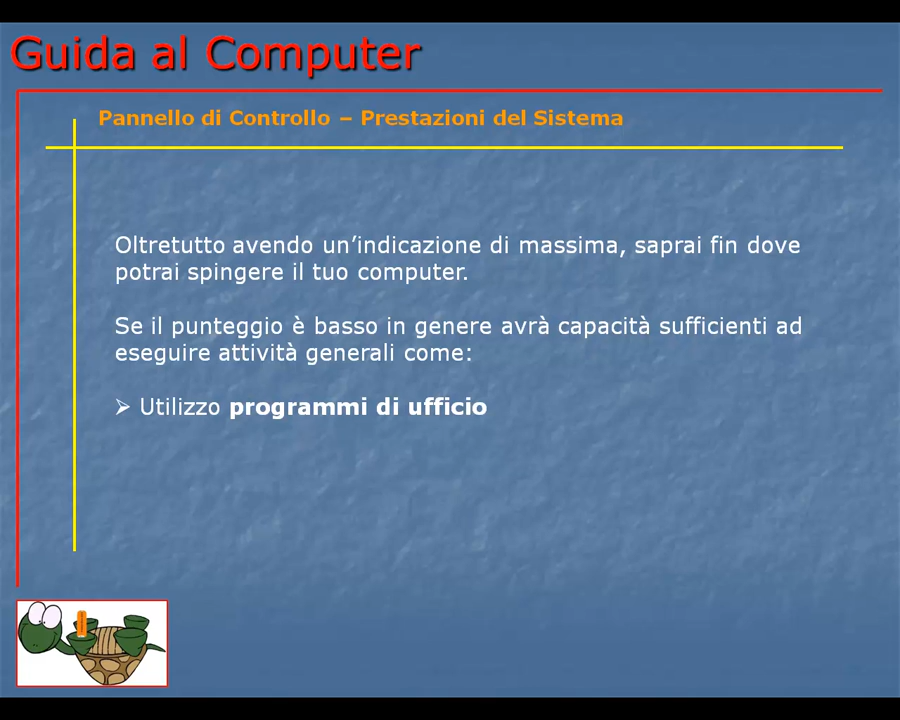 Guida al Computer
Pannello di Controllo – Prestazioni del Sistema
Oltretutto avendo un’indicazione di massima, saprai fin dove
potrai spingere il tuo computer.
Se il punteggio è basso in genere avrà capacità sufficienti ad
eseguire attività generali come:
➢ Utilizzo programmi di ufficio